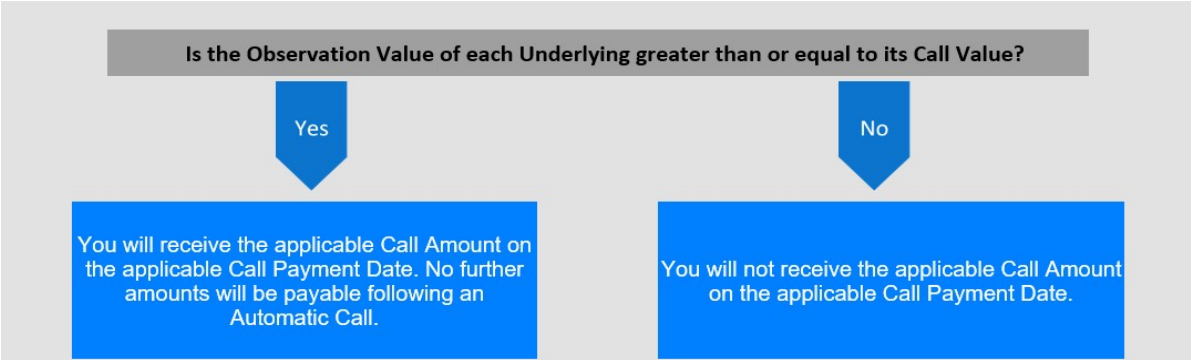 Is the Observation Value of each Underlying greater than or equal to its Call Value?
Yes
No
You will receive the applicable Call Amount on
the applicable Call Payment Date. No further
amounts will be payable following an
Automatic Call.
You will not receive the applicable Call Amount
on the applicable Call Payment Date.